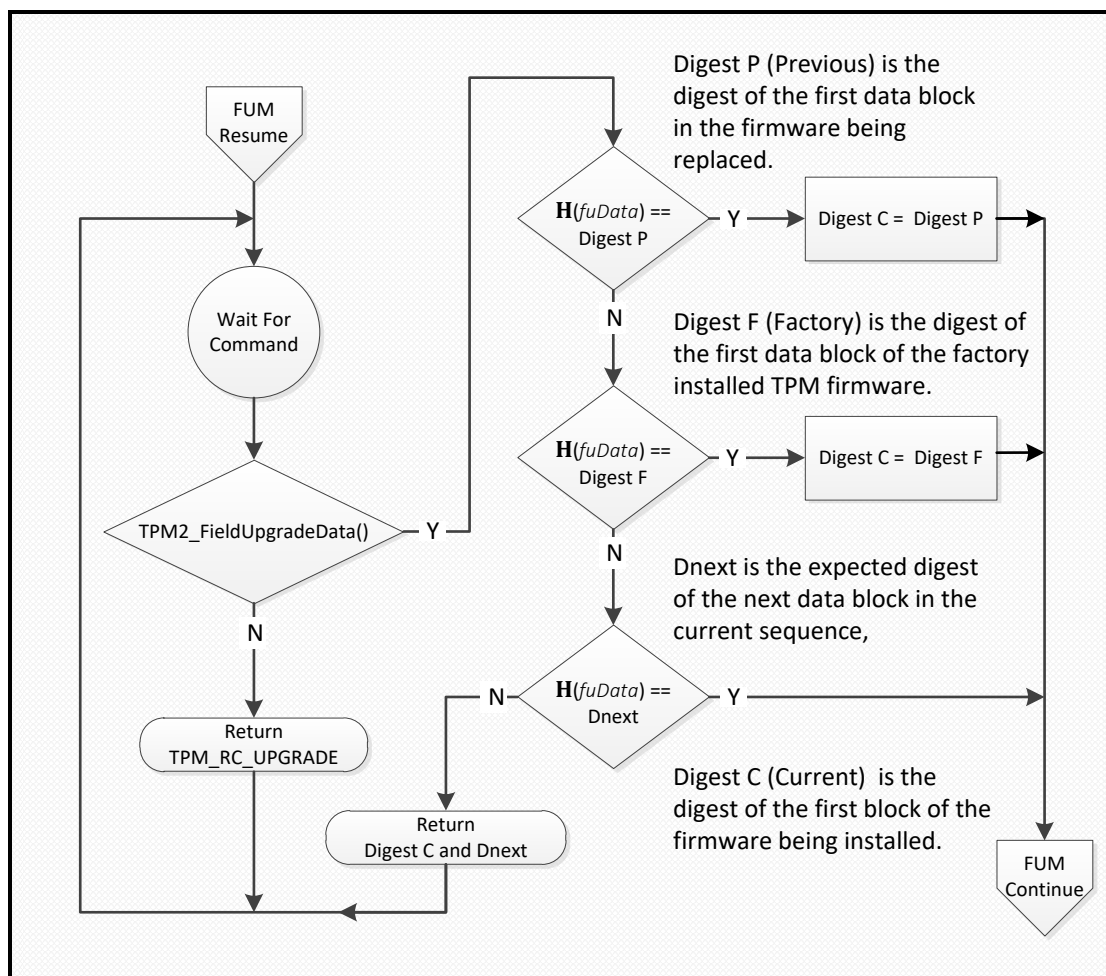 FUM
Resume
Wait For
Command
TPM2_FieldUpgradeData()
Y
N
Return
TPM_RC_UPGRADE
Digest P (Previous) is the
digest of the first data block
in the firmware being
replaced.
H(fuData) ==
Digest P
Y
Digest C =  Digest P
N
Digest F (Factory) is the digest of
the first data block of the factory
installed TPM firmware.
H(fuData) ==
Digest F
Y
Digest C =  Digest F
N
Dnext is the expected digest
of the next data block in the
current sequence,
H(fuData) ==
Dnext
N
Y
Return
Digest C and Dnext
Digest C (Current)  is the
digest of the first block of the
firmware being installed.
FUM
Continue